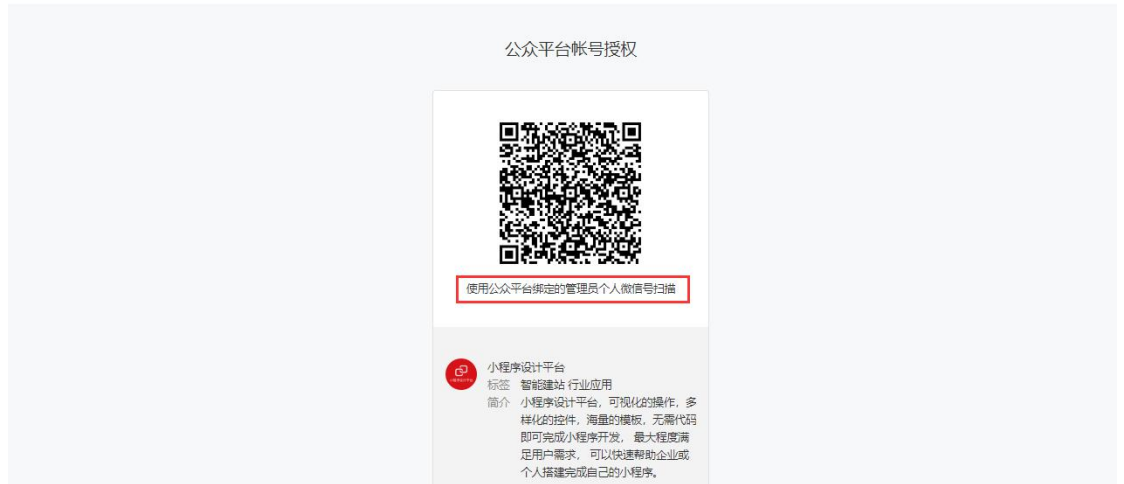 公众平台帐号授权
使用公众平台绑定的管理员个人微信号扫描
小程序设计平台
标签 智能建站 行业应用
简介 小程序设计平台，可视化的操作，多
样化的控件，海量的模板，无需代码
即可完成小程序开发， 最大程度满
足用户需求， 可以快速帮助企业或
个人搭建完成自己的小程序。